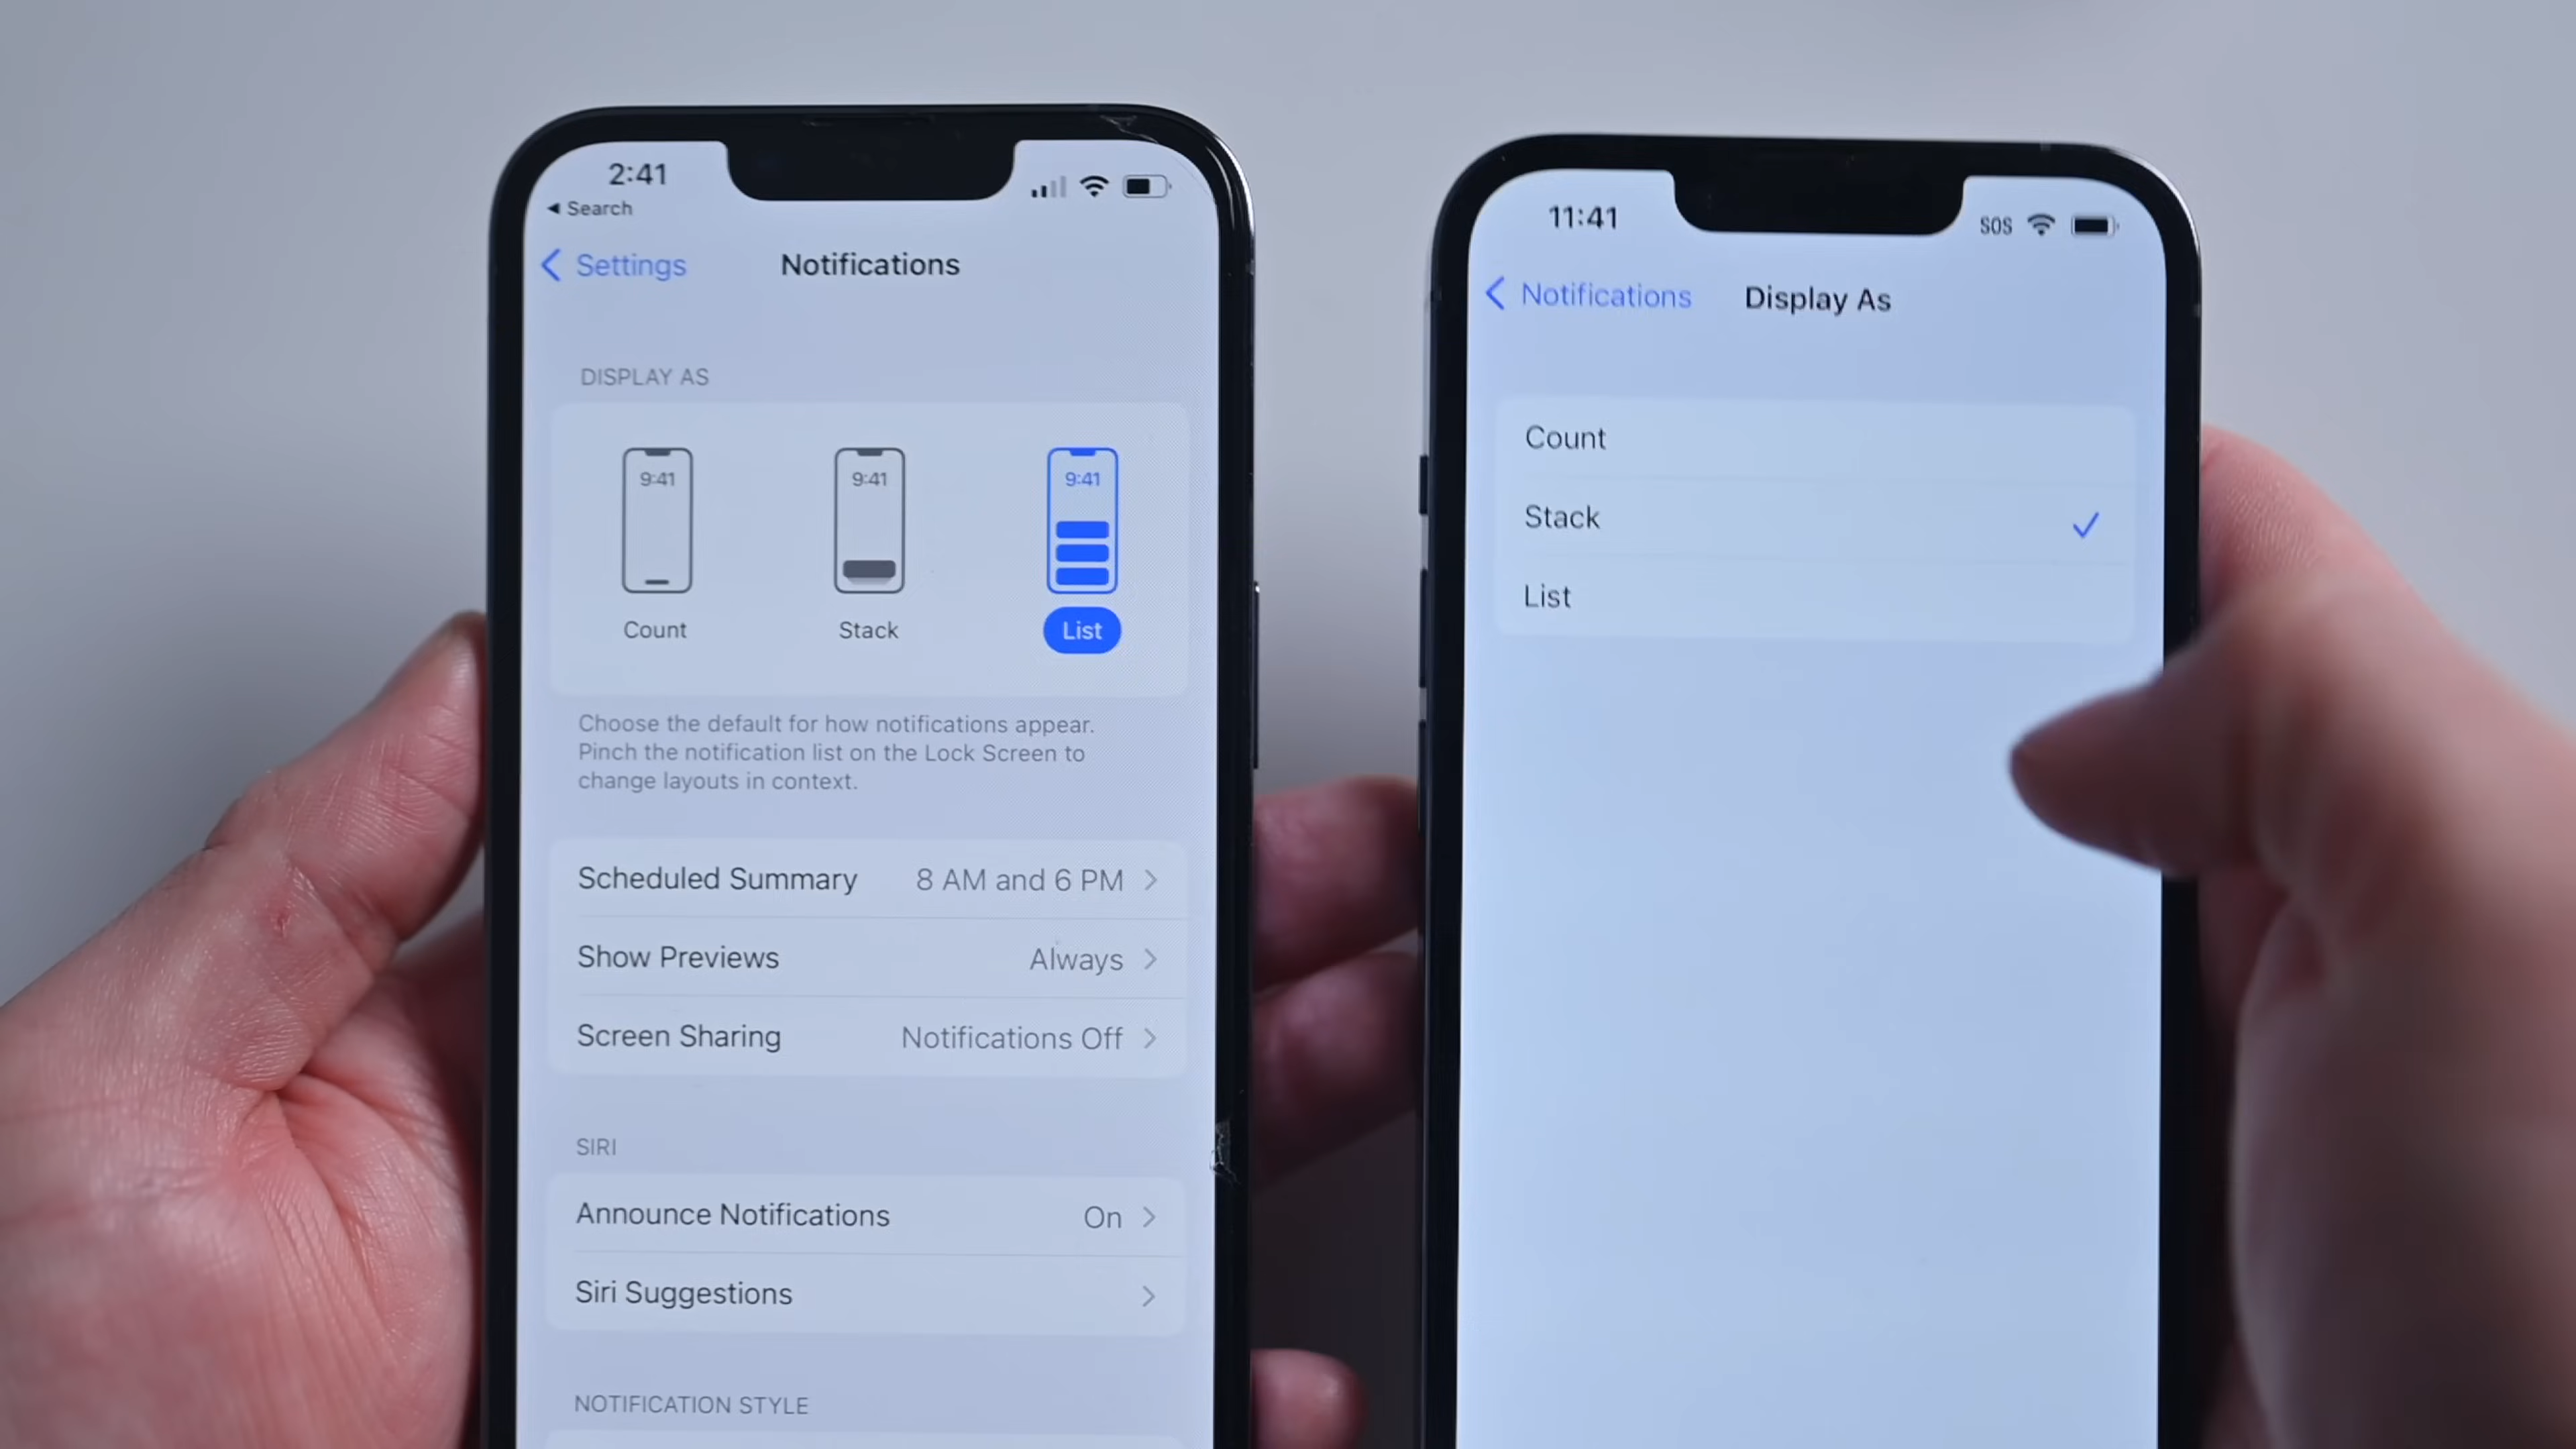 2:41
◀ Search
Settings
Notifications
DISPLAY AS
9:41
9:41
9:41
Count
Stack
List
Choose the default for how notifications appear.
Pinch the notification list on the Lock Screen to
change layouts in context.
Scheduled Summary 8 AM and 6 PM
Show Previews Always
Screen Sharing Notifications Off
SIRI
Announce Notifications On
Siri Suggestions
NOTIFICATION STYLE
11:41
SOS
Notifications
Display As
Count
Stack
List